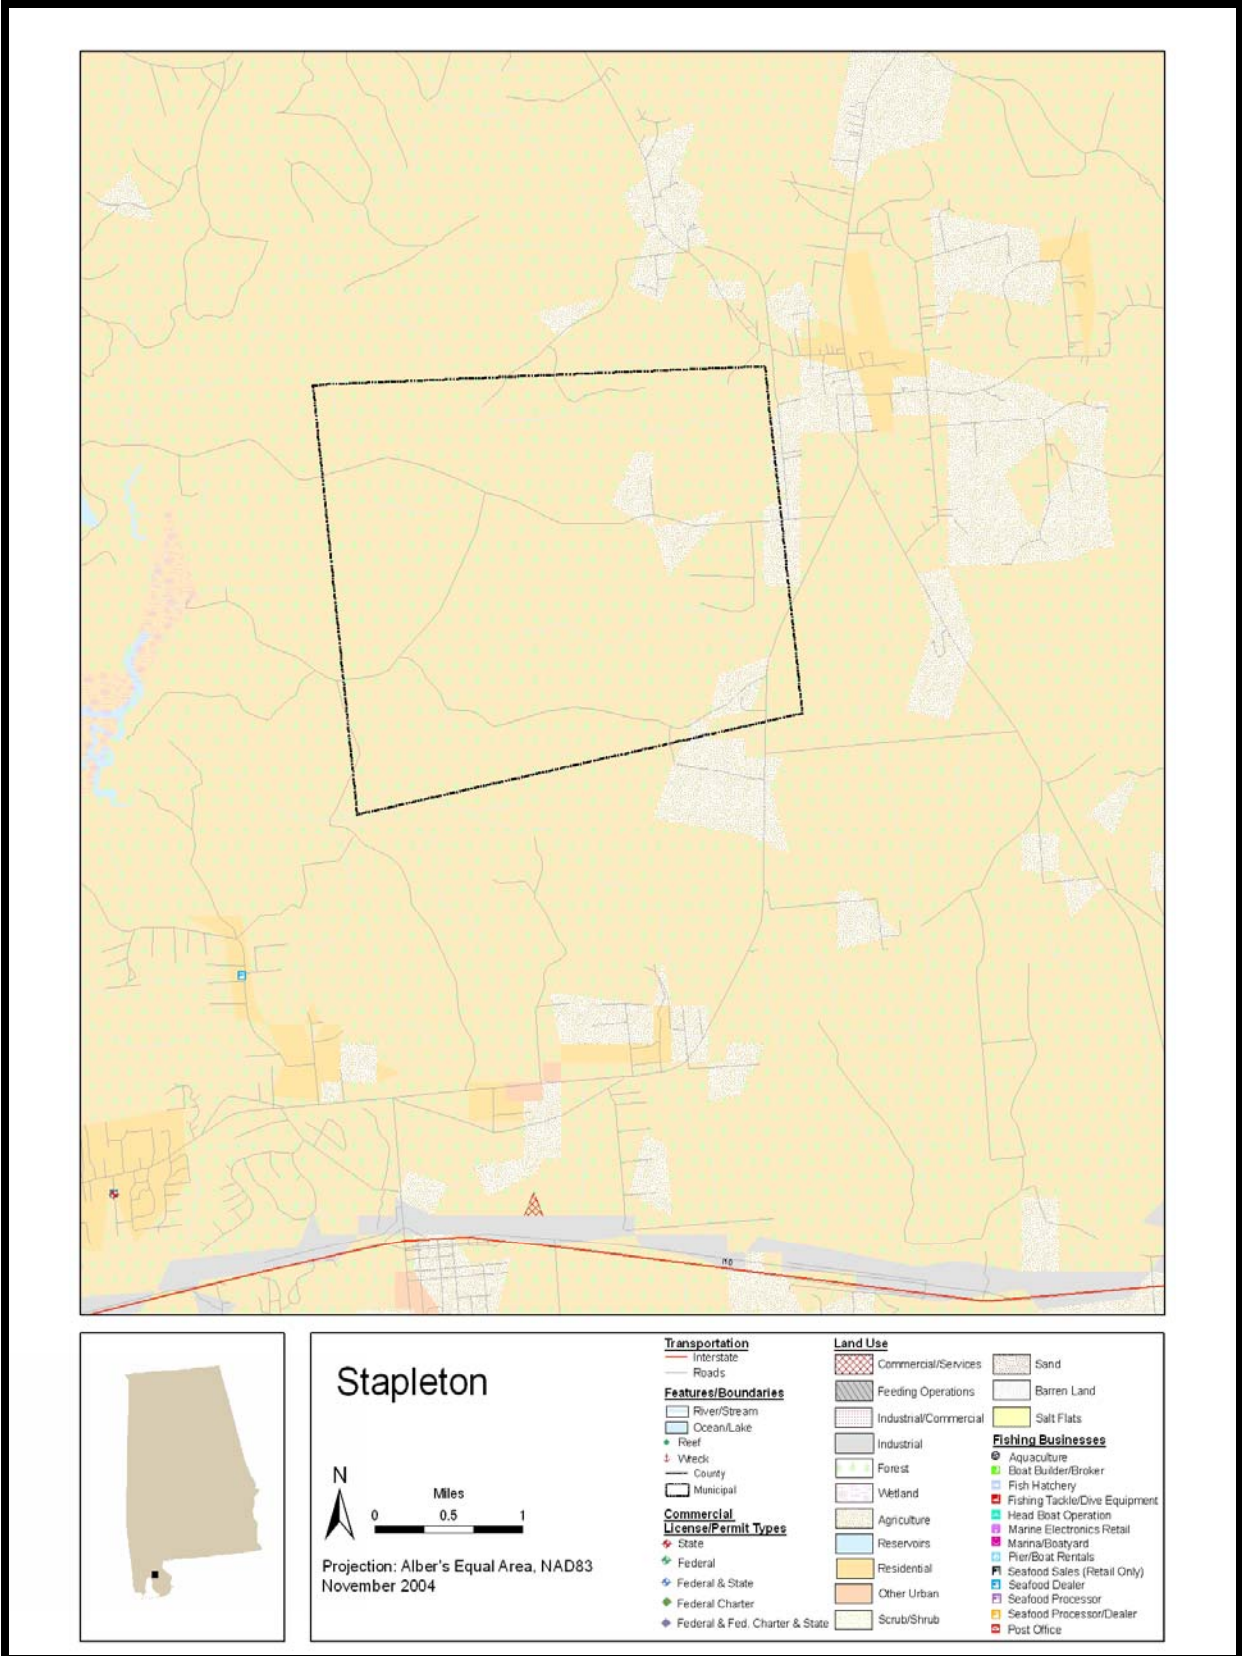 Stapleton
N
Miles
0 0.5 1
Projection: Alber's Equal Area, NAD83
November 2004
Transportation
Interstate
Roads
Features/Boundaries
River/Stream
Ocean/Lake
Reef
Wreck
County
Municipal
Commercial
License/Permit Types
State
Federal
Federal & State
Federal Charter
Federal & Fed. Charter & State
Land Use
Commercial/Services
Feeding Operations
Industrial/Commercial
Industrial
Forest
Wetland
Agriculture
Reservoirs
Residential
Other Urban
Scrub/Shrub
Sand
Barren Land
Salt Flats
Fishing Businesses
Aquaculture
Boat Builder/Broker
Fish Hatchery
Fishing Tackle/Dive Equipment
Head Boat Operation
Marine Electronics Retail
Marina/Boatyard
Pier/Boat Rentals
Seafood Sales (Retail Only)
Seafood Dealer
Seafood Processor
Seafood Processor/Dealer
Post Office